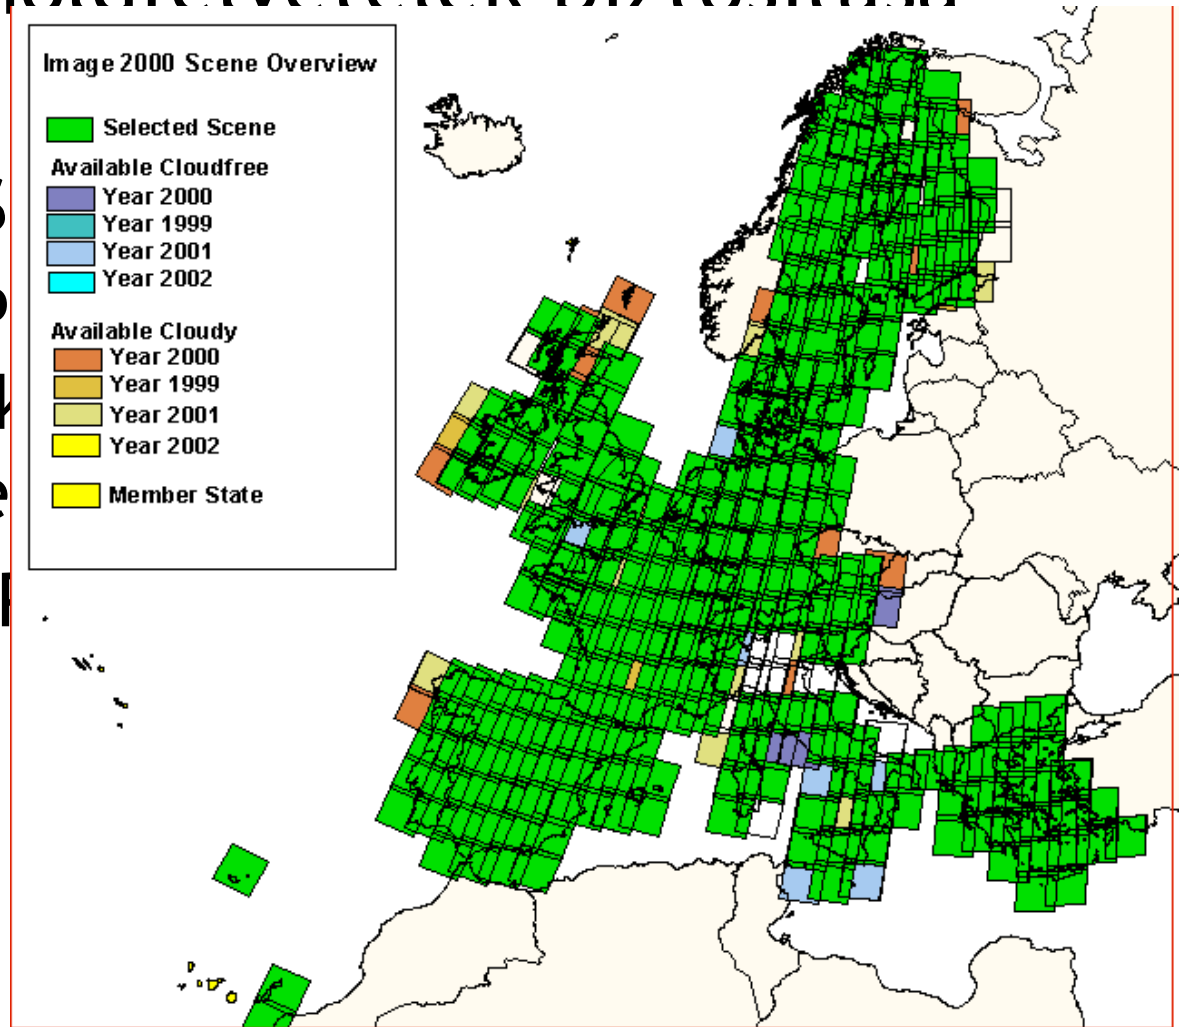 Image 2000 Scene Overview
Selected Scene
Available Cloudfree
Year 2000
Year 1999
Year 2001
Year 2002
Available Cloudy
Year 2000
Year 1999
Year 2001
Year 2002
Member State